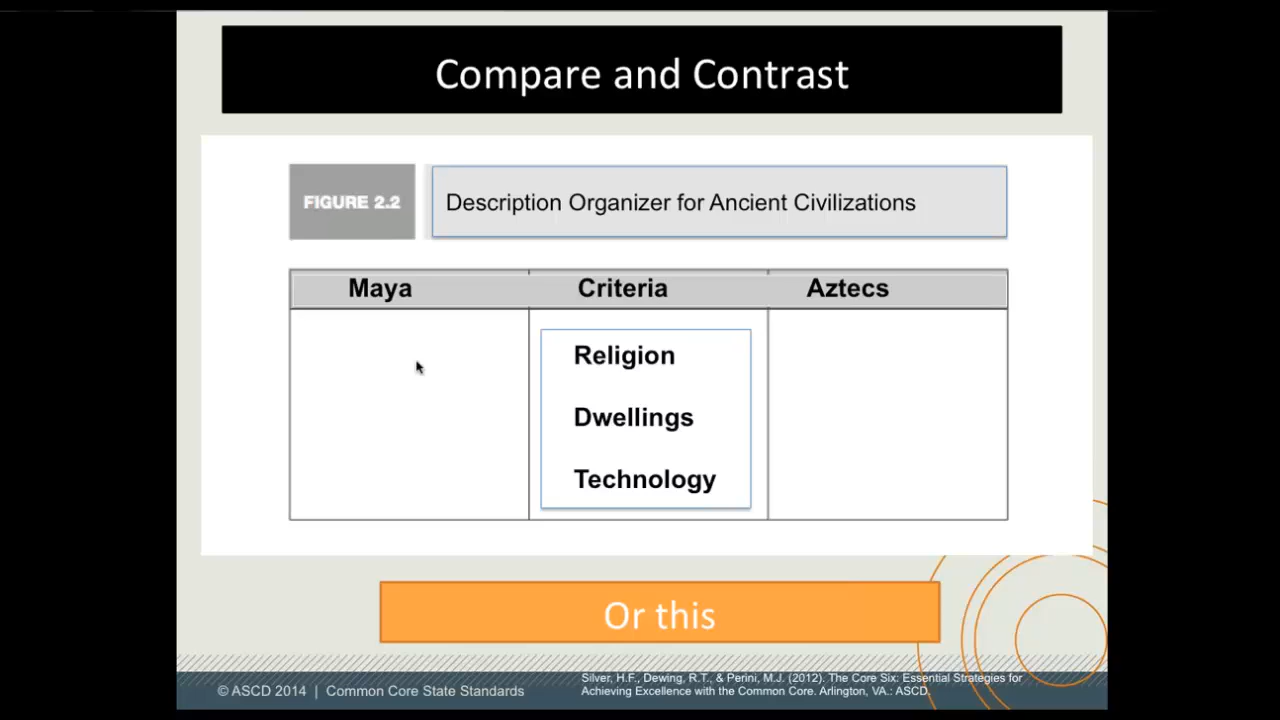 Compare and Contrast
FIGURE 2.2
Description Organizer for Ancient Civilizations
Maya
Criteria
Aztecs
Religion
Dwellings
Technology
Or this
© ASCD 2014 | Common Core State Standards
Silver, H.F., Dewing, R.T., & Perini, M.J. (2012). The Core Six: Essential Strategies for
Achieving Excellence with the Common Core. Arlington, VA.: ASCD.